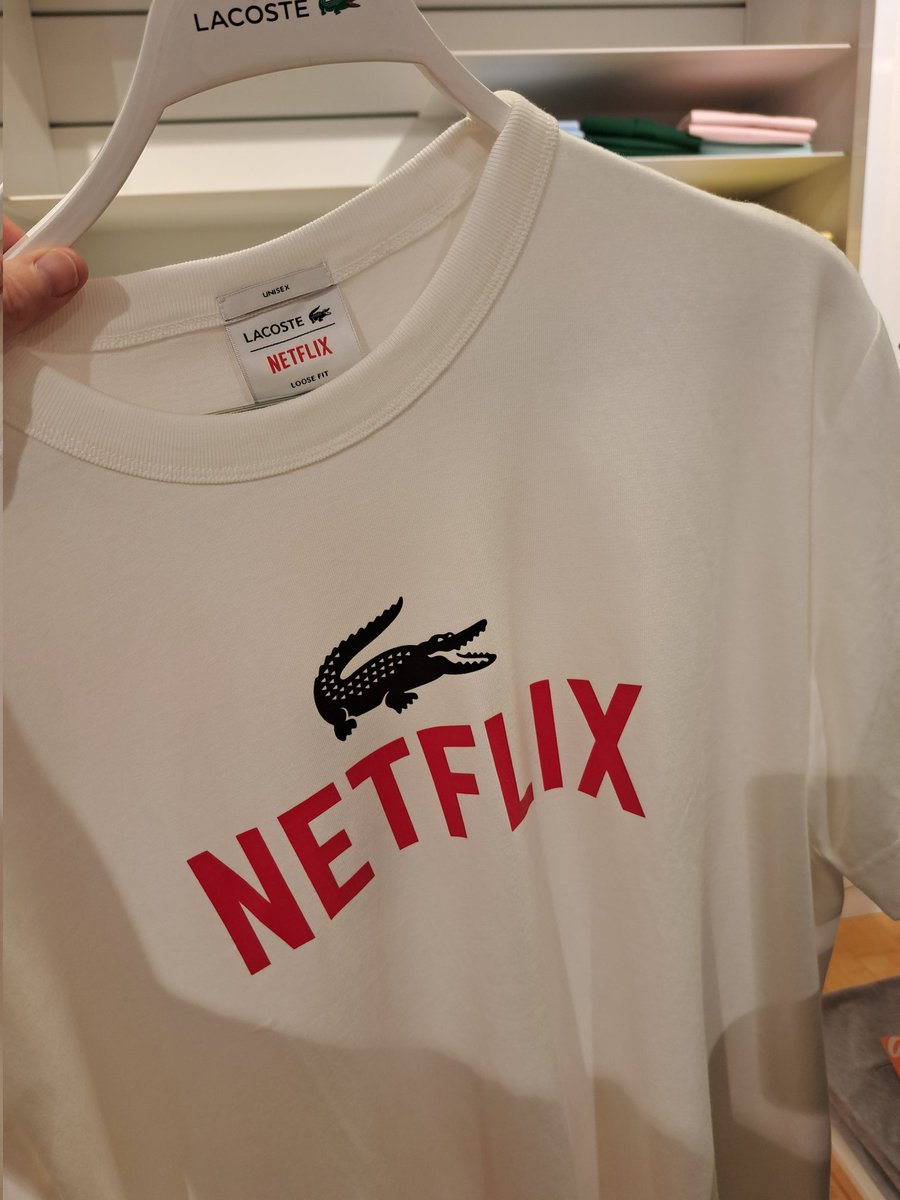 LACOSTE
UNISEX
LACOSTE
NETFLIX
LOOSE FIT
NETFLIX